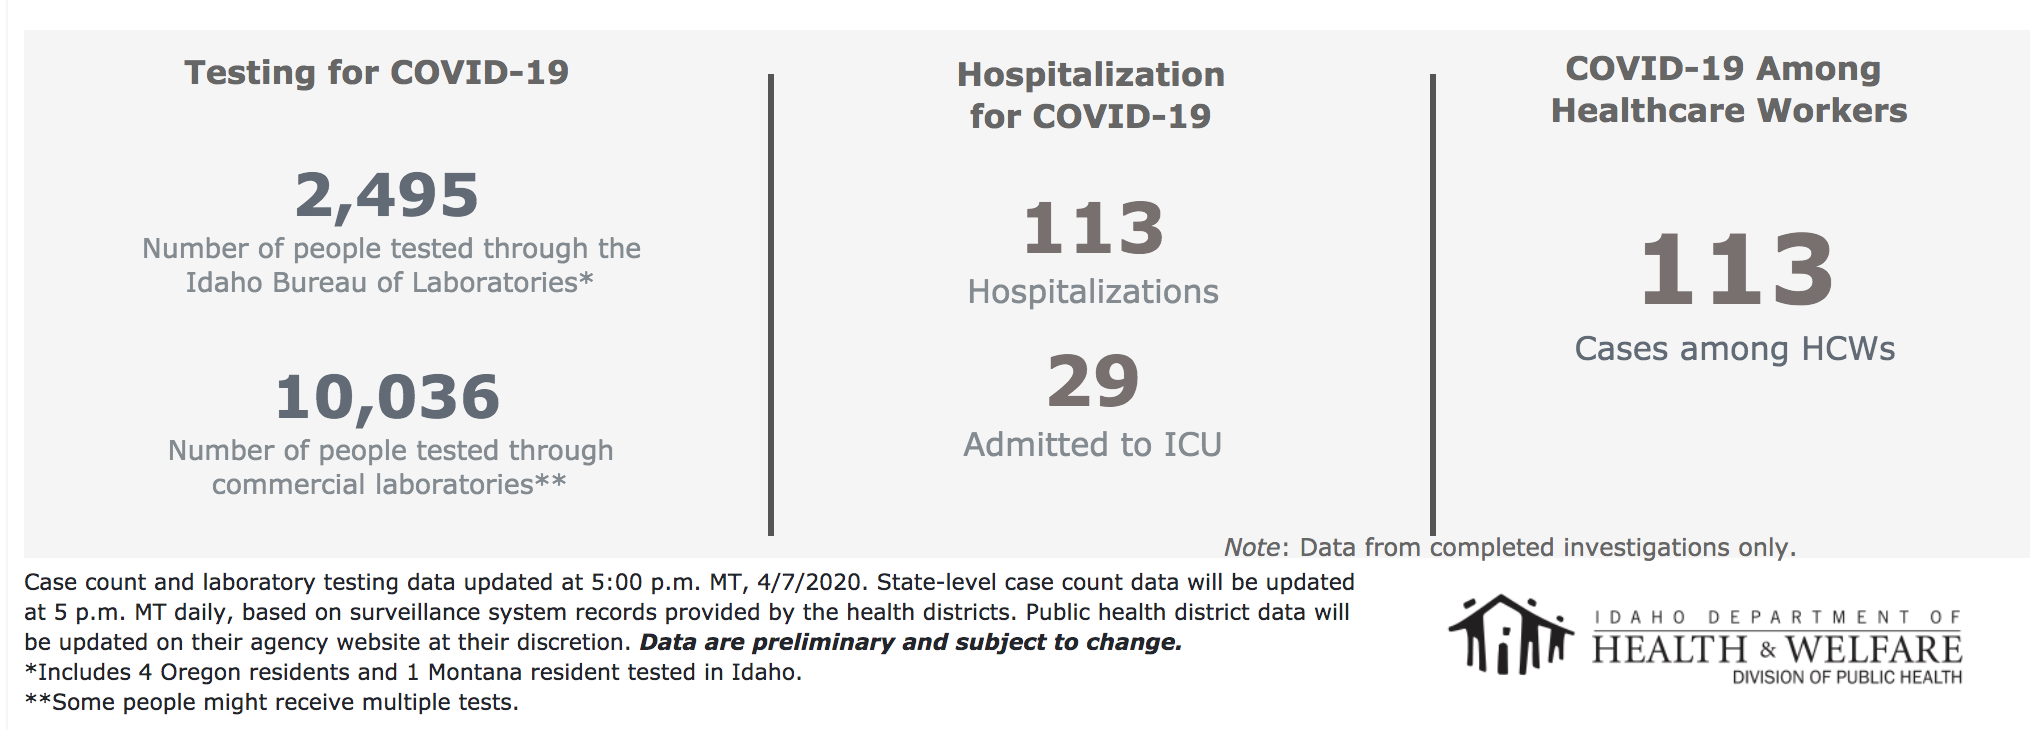 Testing for COVID-19
2,495
Number of people tested through the
Idaho Bureau of Laboratories*
10,036
Number of people tested through
commercial laboratories**
Hospitalization
for COVID-19
113
Hospitalizations
29
Admitted to ICU
COVID-19 Among
Healthcare Workers
113
Cases among HCWs
Note: Data from completed investigations only.
Case count and laboratory testing data updated at 5:00 p.m. MT, 4/7/2020. State-level case count data will be updated
at 5 p.m. MT daily, based on surveillance system records provided by the health districts. Public health district data will
be updated on their agency website at their discretion. Data are preliminary and subject to change.
*Includes 4 Oregon residents and 1 Montana resident tested in Idaho.
**Some people might receive multiple tests.
IDAHO DEPARTMENT OF
HEALTH & WELFARE
DIVISION OF PUBLIC HEALTH